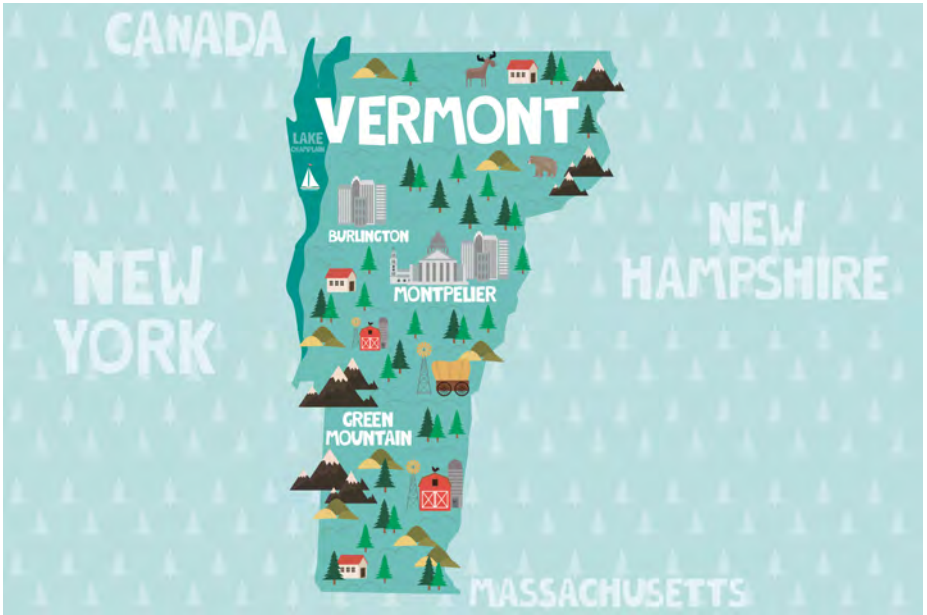 CANADA
VERMONT
LAKE
CHAMPLAIN
BURLINGTON
NEW
YORK
NEW
HAMPSHIRE
MONTPELIER
GREEN
MOUNTAIN
MASSACHUSETTS